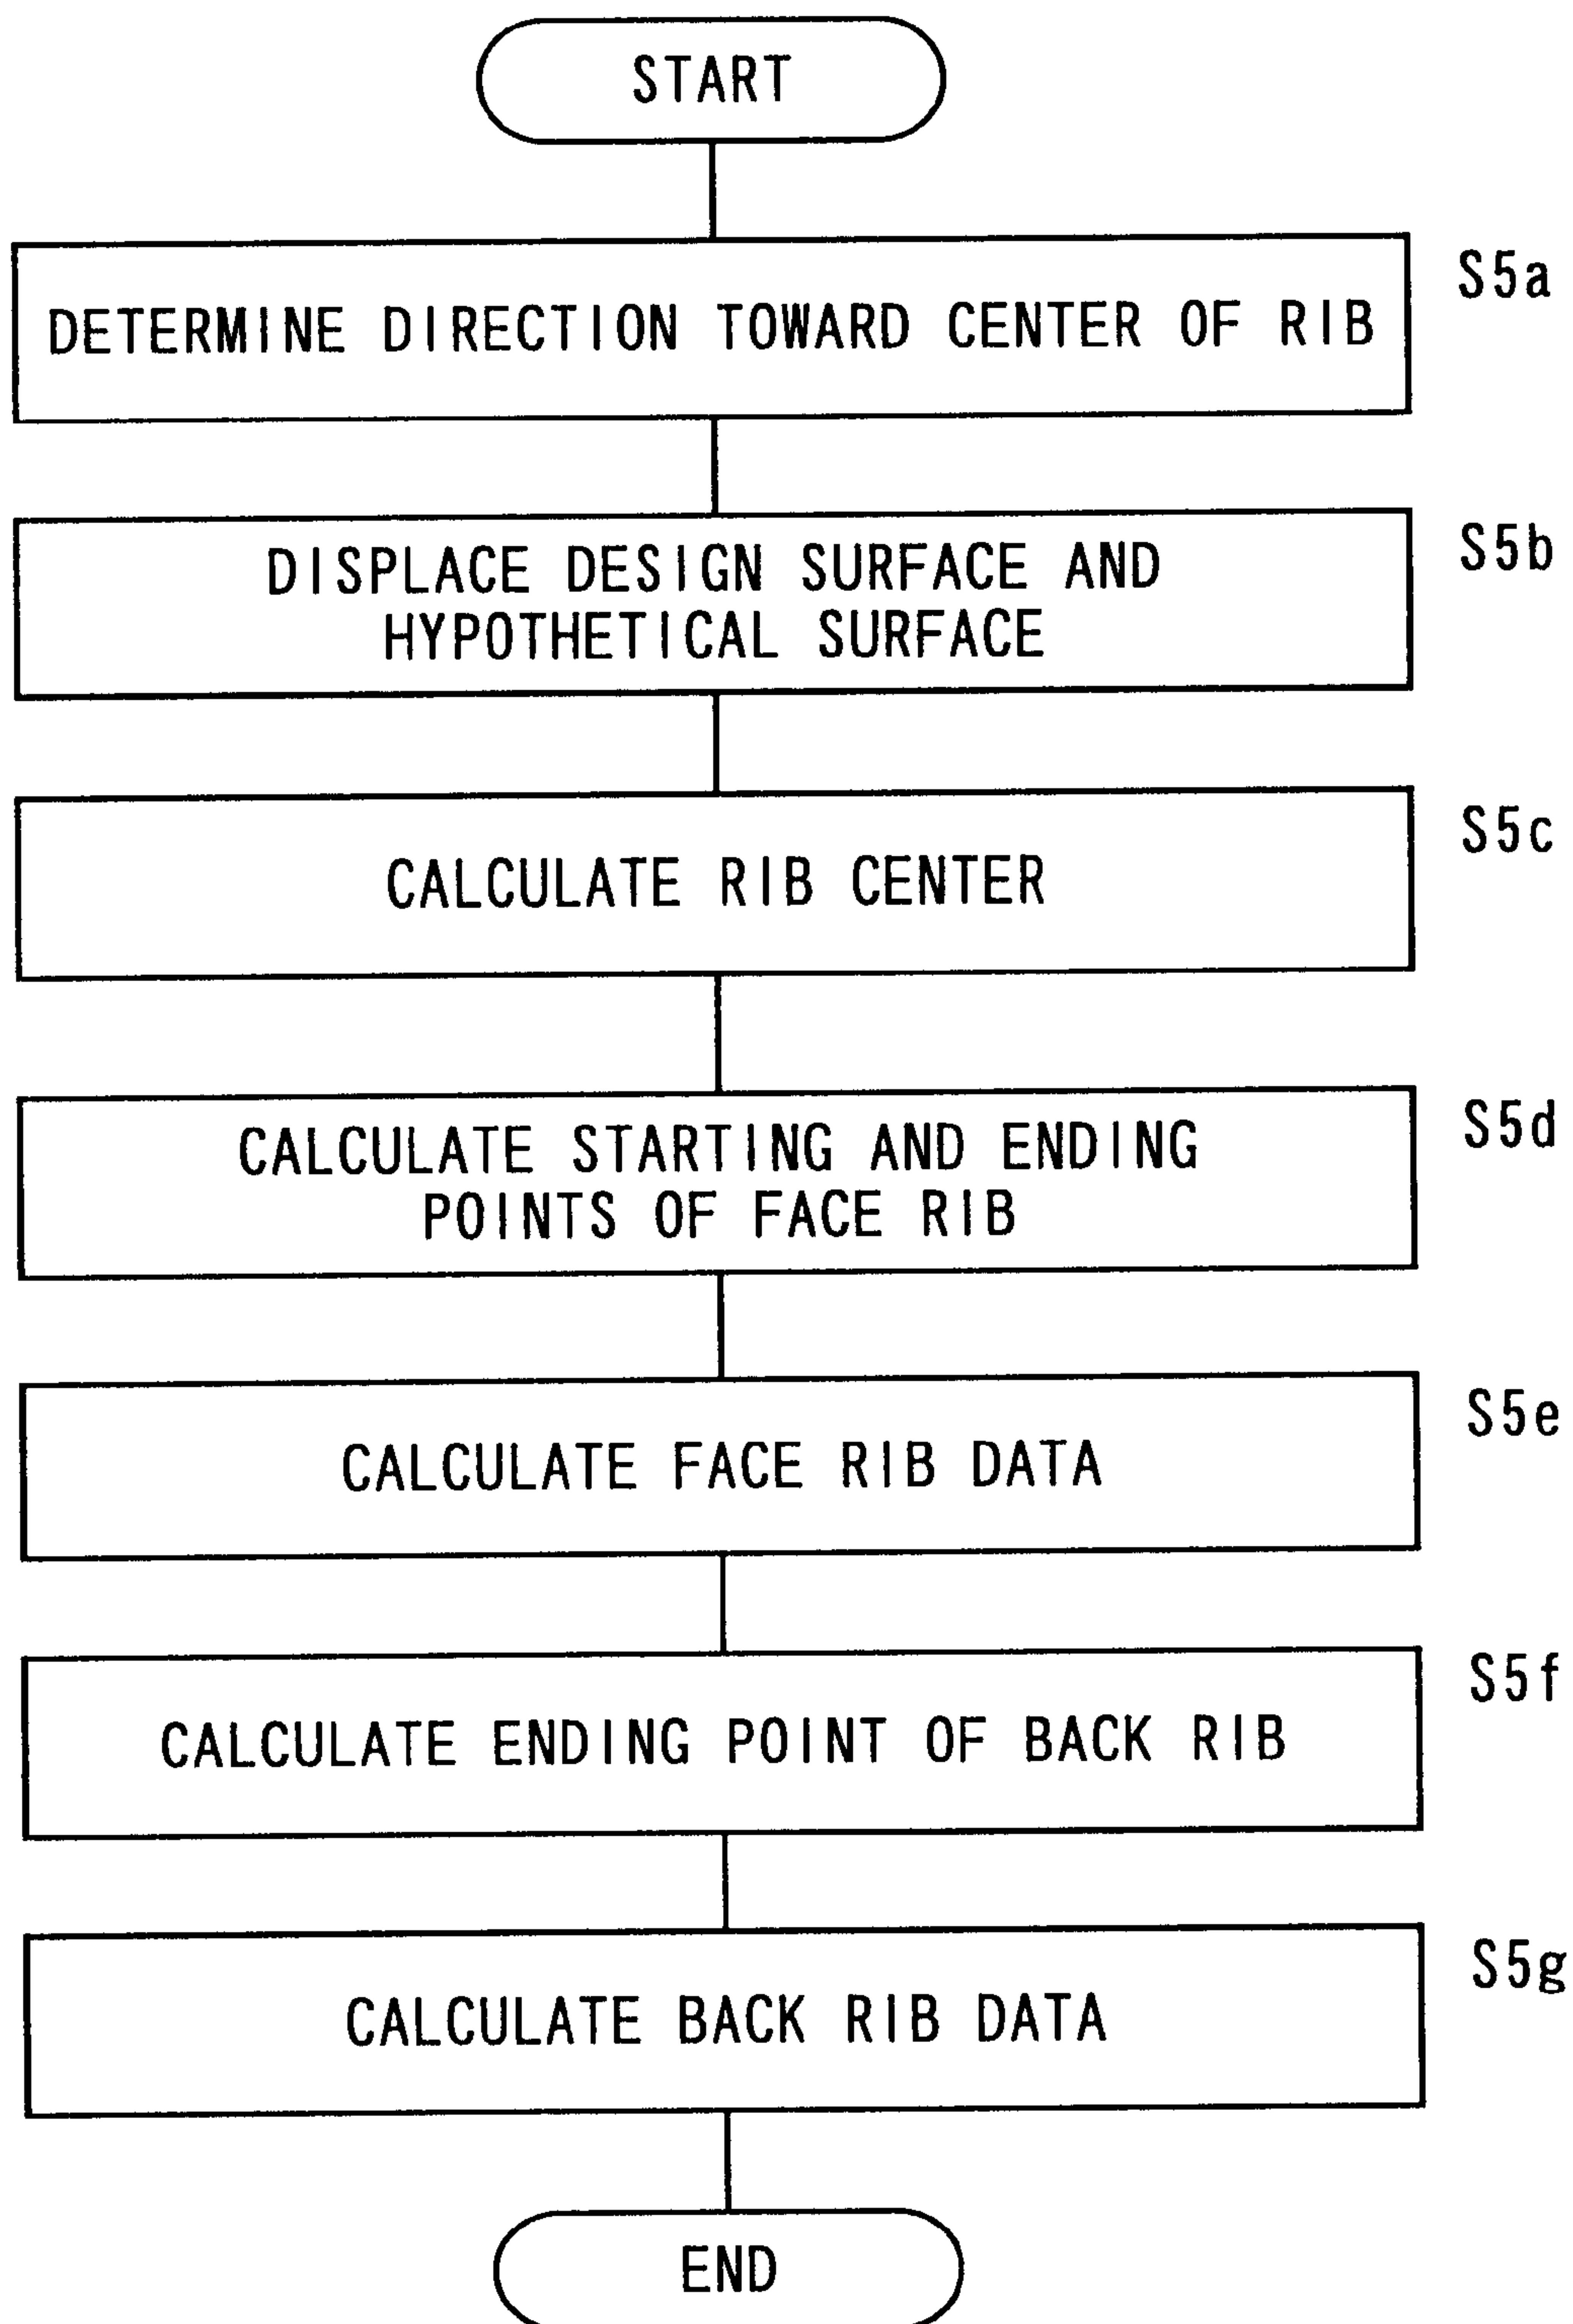 START
S5a
DETERMINE DIRECTION TOWARD CENTER OF RIB
S5b
DISPLACE DESIGN SURFACE AND
HYPOTHETICAL SURFACE
S5c
CALCULATE RIB CENTER
S5d
CALCULATE STARTING AND ENDING
POINTS OF FACE RIB
S5e
CALCULATE FACE RIB DATA
S5f
CALCULATE ENDING POINT OF BACK RIB
S5g
CALCULATE BACK RIB DATA
END